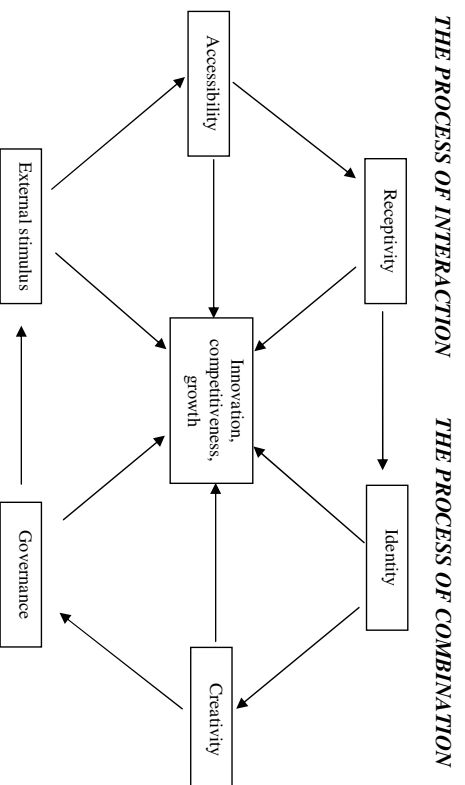 THE PROCESS OF INTERACTION
THE PROCESS OF COMBINATION
Receptivity
Identity
Accessibility
Innovation,
competitiveness,
growth
Creativity
External stimulus
Governance